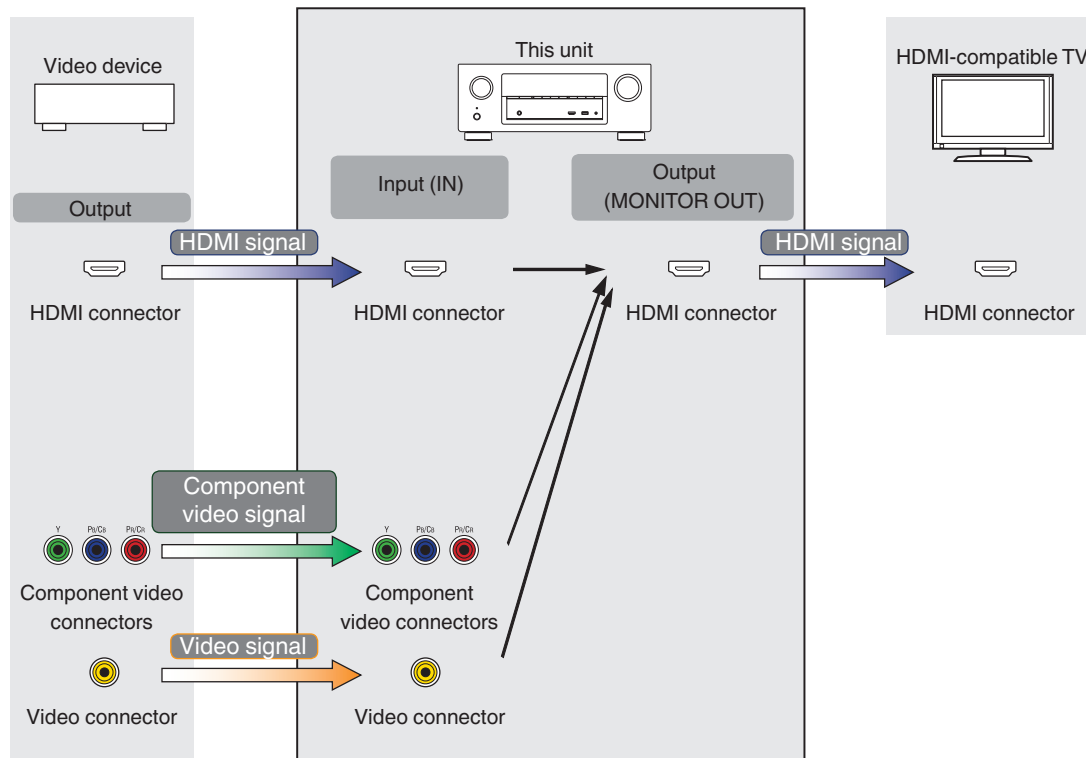 Video device
This unit
HDMI-compatible TV
Output
Input (IN)
Output
(MONITOR OUT)
HDMI signal
HDMI signal
HDMI connector
HDMI connector
HDMI connector
HDMI connector
Component
video signal
Y PB/CB PR/CR
Y PB/CB PR/CR
Component video
connectors
Component
video connectors
Video signal
Video connector
Video connector